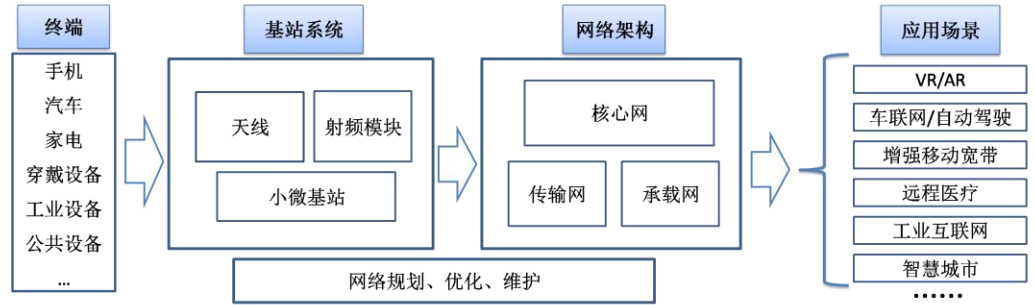 终端
手机
汽车
家电
穿戴设备
工业设备
公共设备
...
基站系统
天线
射频模块
小微基站
网络架构
核心网
传输网
承载网
网络规划、优化、维护
应用场景
VR/AR
车联网/自动驾驶
增强移动宽带
远程医疗
工业互联网
智慧城市
······